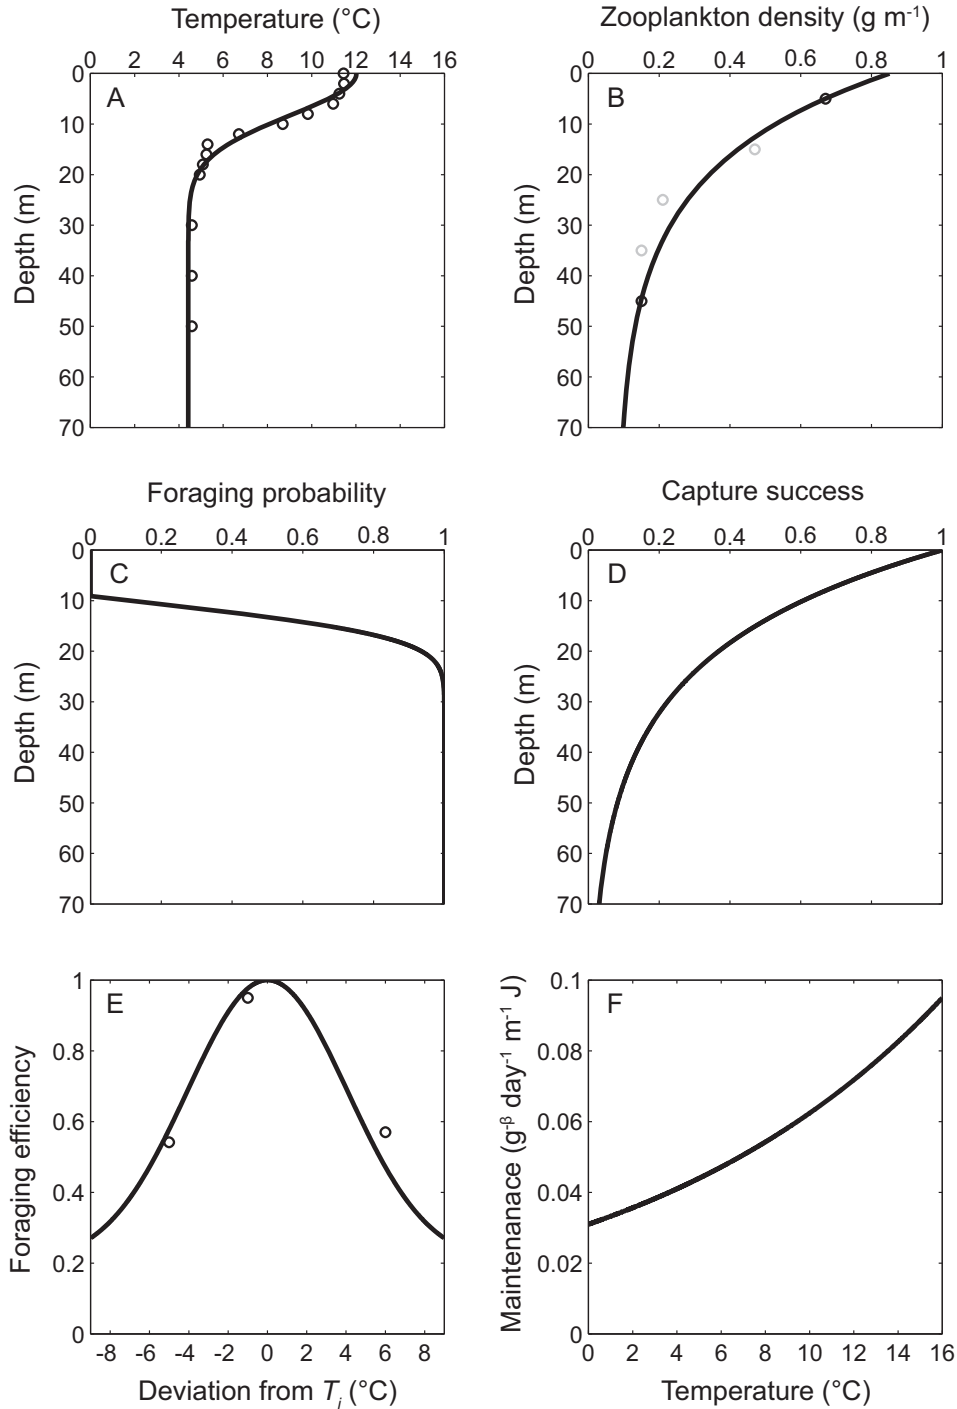 Temperature (°C)
0 2 4 6 8 10 12 14 16
A
0
10
20
30
40
50
60
70
Depth (m)
Zooplankton density (g m⁻¹)
0 0.2 0.4 0.6 0.8 1
B
0
10
20
30
40
50
60
70
Depth (m)
Foraging probability
0 0.2 0.4 0.6 0.8 1
C
0
10
20
30
40
50
60
70
Depth (m)
Capture success
0 0.2 0.4 0.6 0.8 1
D
0
10
20
30
40
50
60
70
Depth (m)
E
1
0.8
0.6
0.4
0.2
0
Foraging efficiency
-8 -6 -4 -2 0 2 4 6 8
Deviation from Tᵢ (°C)
F
0.1
0.08
0.06
0.04
0.02
0
Maintenanace (g⁻ᵝ day⁻¹ m⁻¹ J)
0 2 4 6 8 10 12 14 16
Temperature (°C)